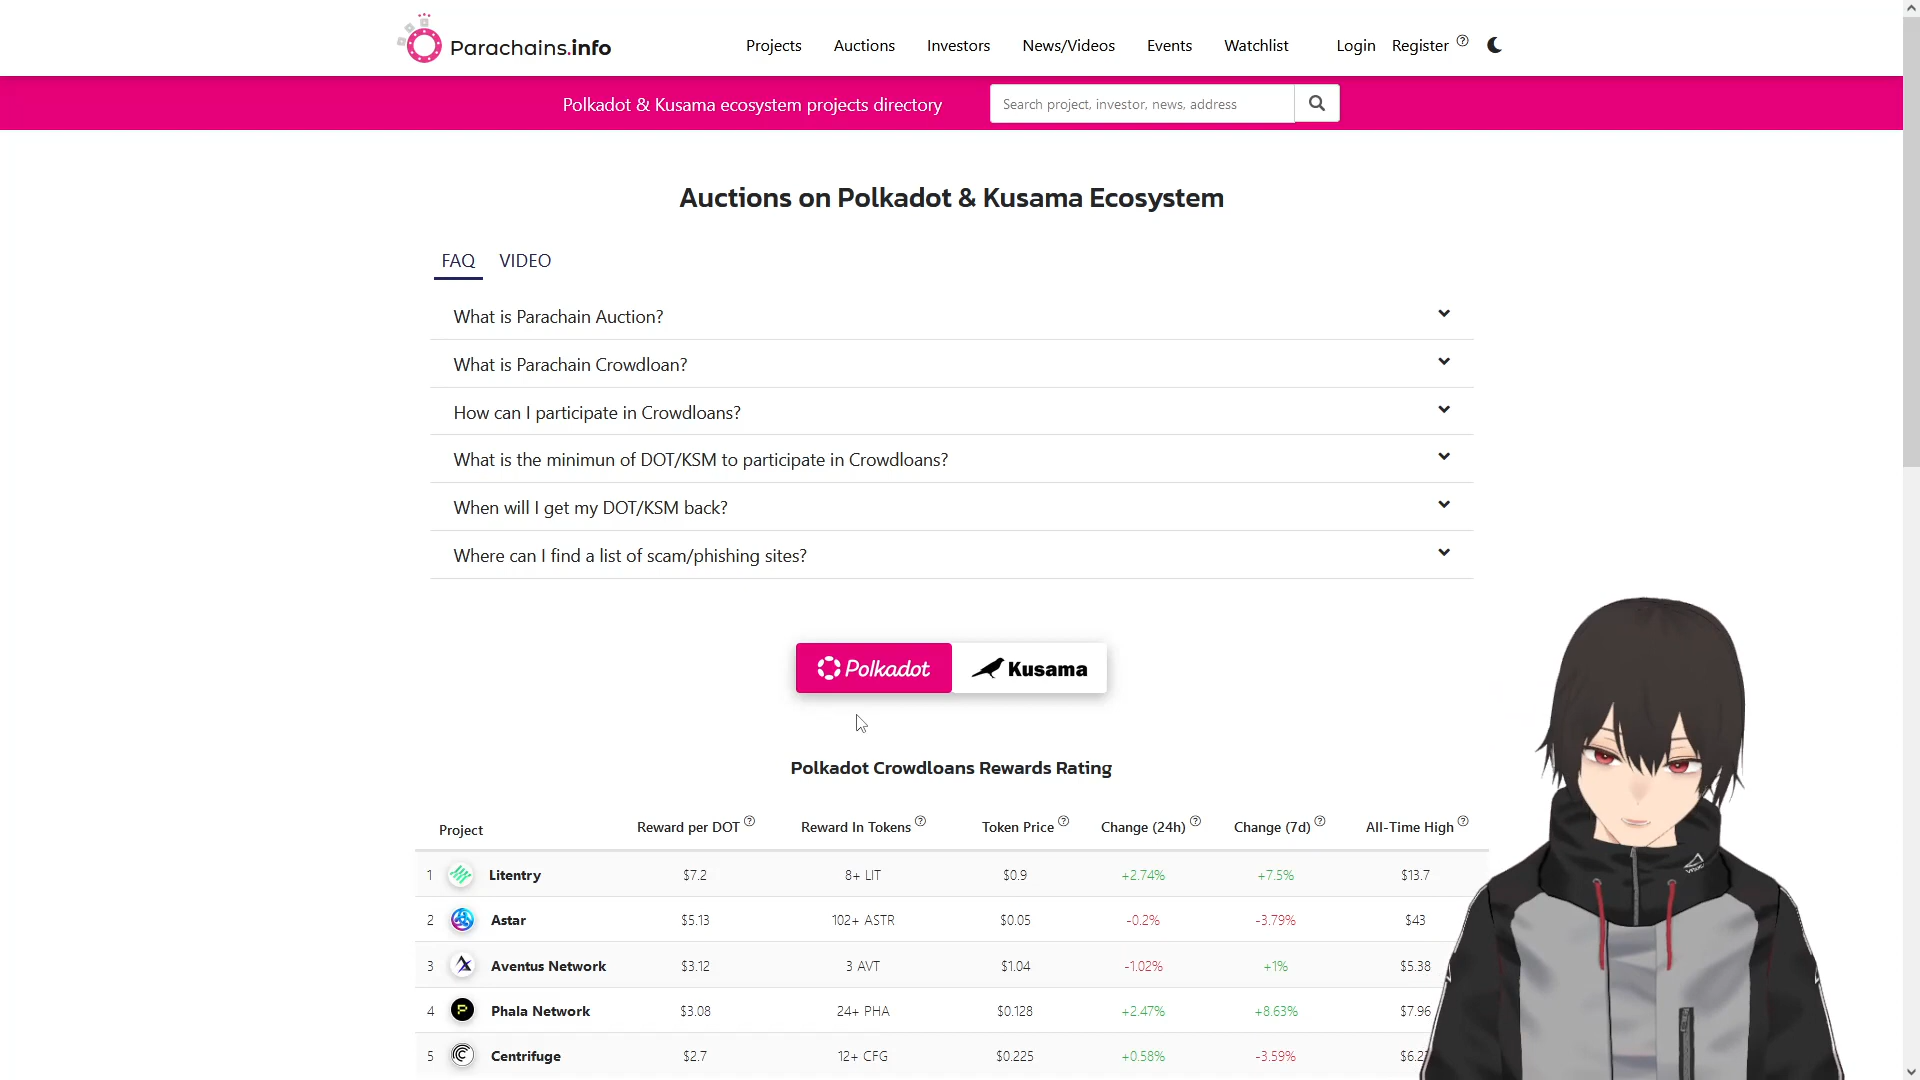 Parachains.info
Projects Auctions Investors News/Videos Events Watchlist Login Register
Polkadot & Kusama ecosystem projects directory Search project, investor, news, address
Auctions on Polkadot & Kusama Ecosystem
FAQ VIDEO
What is Parachain Auction?
What is Parachain Crowdloan?
How can I participate in Crowdloans?
What is the minimun of DOT/KSM to participate in Crowdloans?
When will I get my DOT/KSM back?
Where can I find a list of scam/phishing sites?
Polkadot Kusama
Polkadot Crowdloans Rewards Rating
Project Reward per DOT Reward In Tokens Token Price Change (24h) Change (7d) All-Time High
1 Litentry $7.2 8+ LIT $0.9 +2.74% +7.5% $13.7
2 Astar $5.13 102+ ASTR $0.05 -0.2% -3.79% $43
3 Aventus Network $3.12 3 AVT $1.04 -1.02% +1% $5.38
4 Phala Network $3.08 24+ PHA $0.128 +2.47% +8.63% $7.96
5 Centrifuge $2.7 12+ CFG $0.225 +0.58% -3.59%